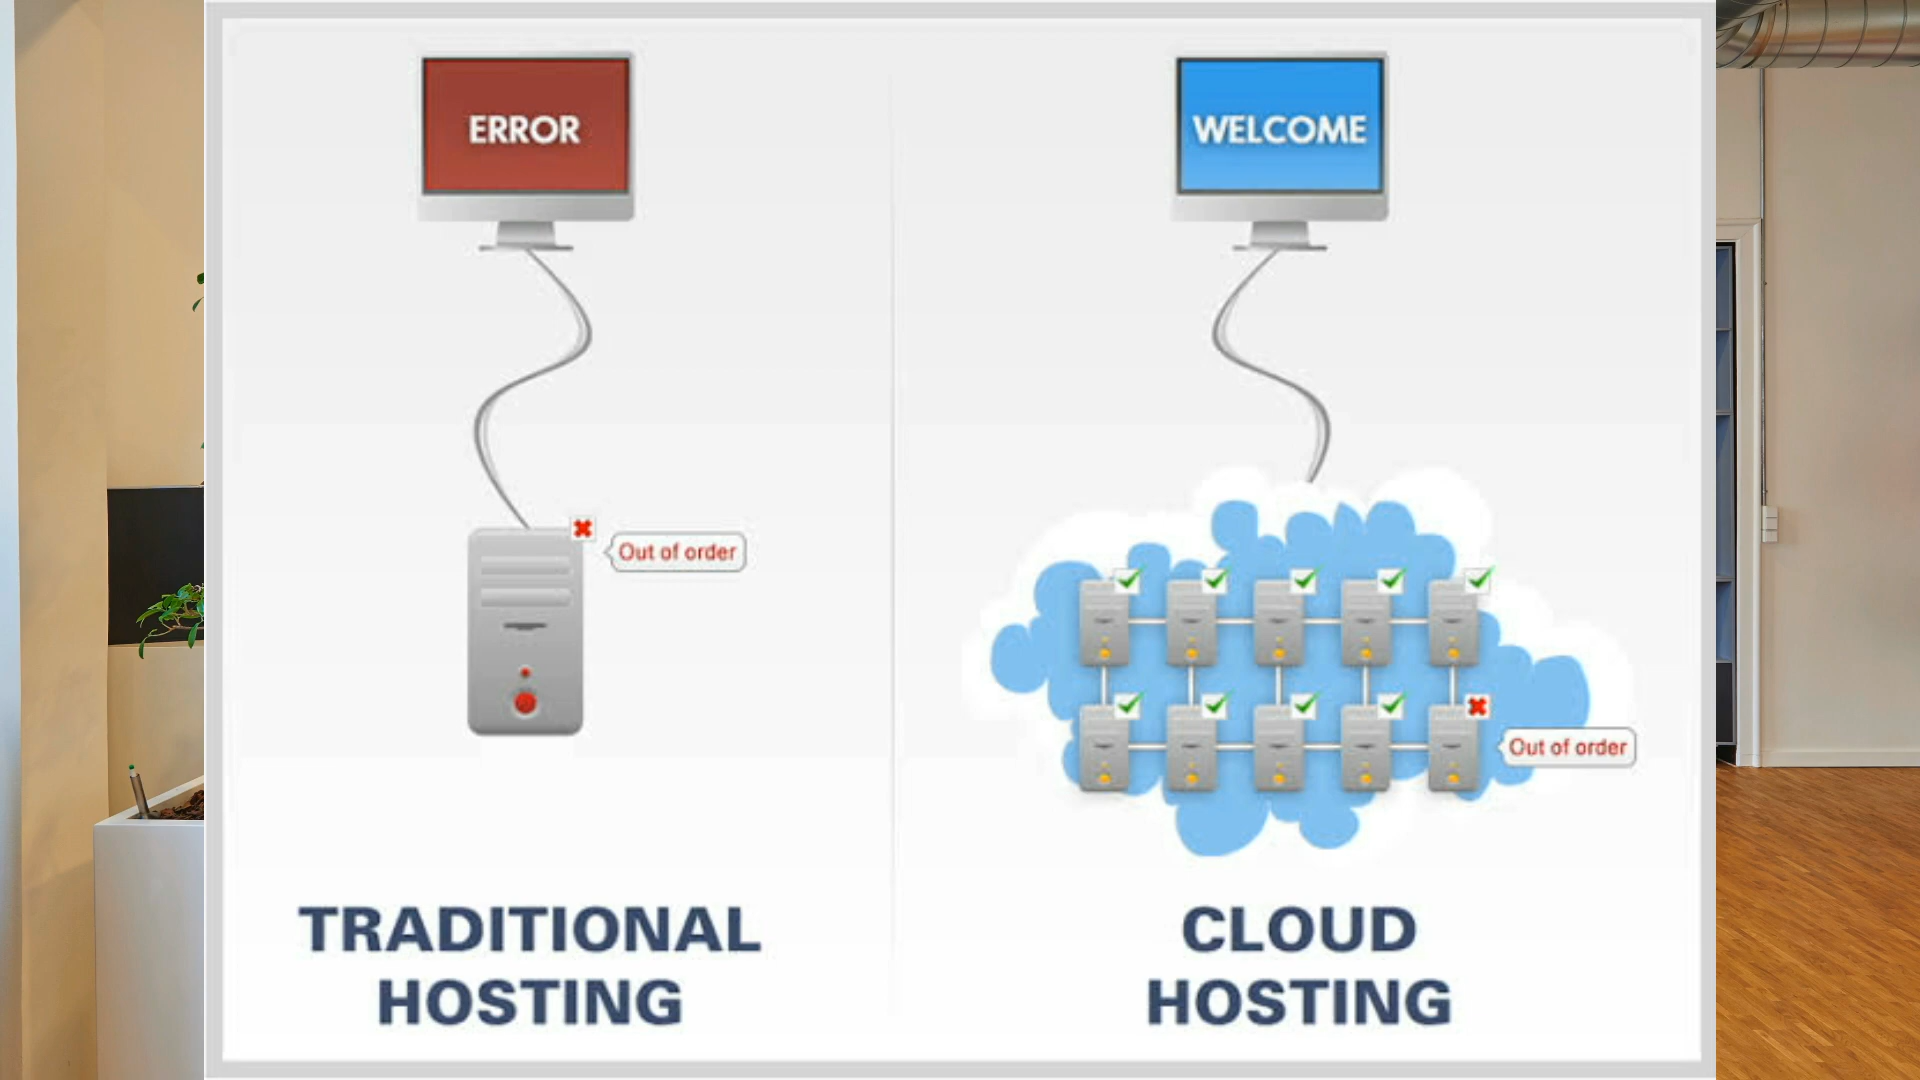 ERROR
Out of order
TRADITIONAL
HOSTING
WELCOME
Out of order
CLOUD
HOSTING